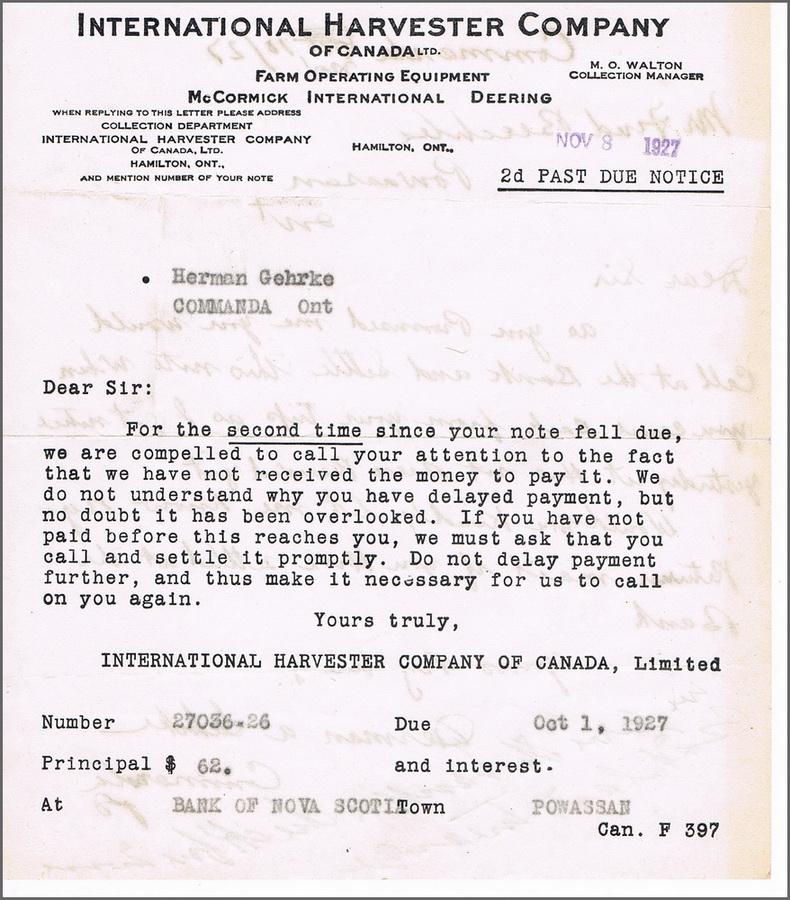 INTERNATIONAL HARVESTER COMPANY
OF CANADA LTD.
FARM OPERATING EQUIPMENT
M. O. WALTON
COLLECTION MANAGER
McCORMICK INTERNATIONAL DEERING
WHEN REPLYING TO THIS LETTER PLEASE ADDRESS
COLLECTION DEPARTMENT
INTERNATIONAL HARVESTER COMPANY
OF CANADA, LTD.
HAMILTON, ONT.,
AND MENTION NUMBER OF YOUR NOTE
HAMILTON, ONT.,
NOV 8 1927
2d PAST DUE NOTICE
Herman Gehrke
COMMANDA Ont
Dear Sir:
For the second time since your note fell due,
we are compelled to call your attention to the fact
that we have not received the money to pay it. We
do not understand why you have delayed payment, but
no doubt it has been overlooked. If you have not
paid before this reaches you, we must ask that you
call and settle it promptly. Do not delay payment
further, and thus make it necessary for us to call
on you again.
Yours truly,
INTERNATIONAL HARVESTER COMPANY OF CANADA, Limited
Number 27036-26 Due Oct 1, 1927
Principal $ 62. and interest.
At BANK OF NOVA SCOTIA Town POWASSAN
Can. F 397